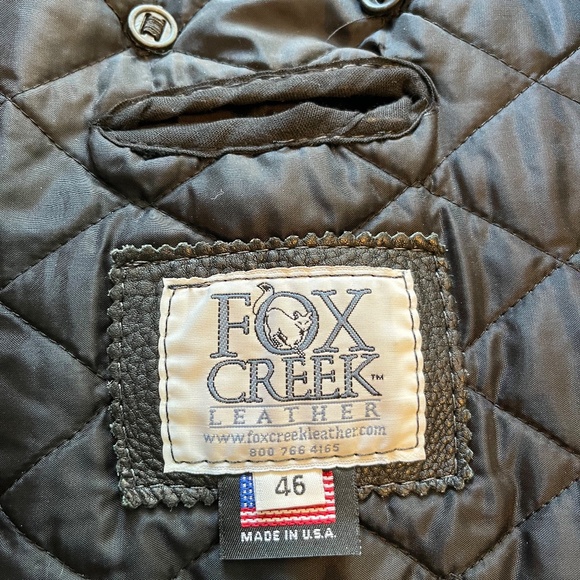 FOX
CREEK™
LEATHER
www.foxcreekleather.com
800 766 4165
46
MADE IN U.S.A.